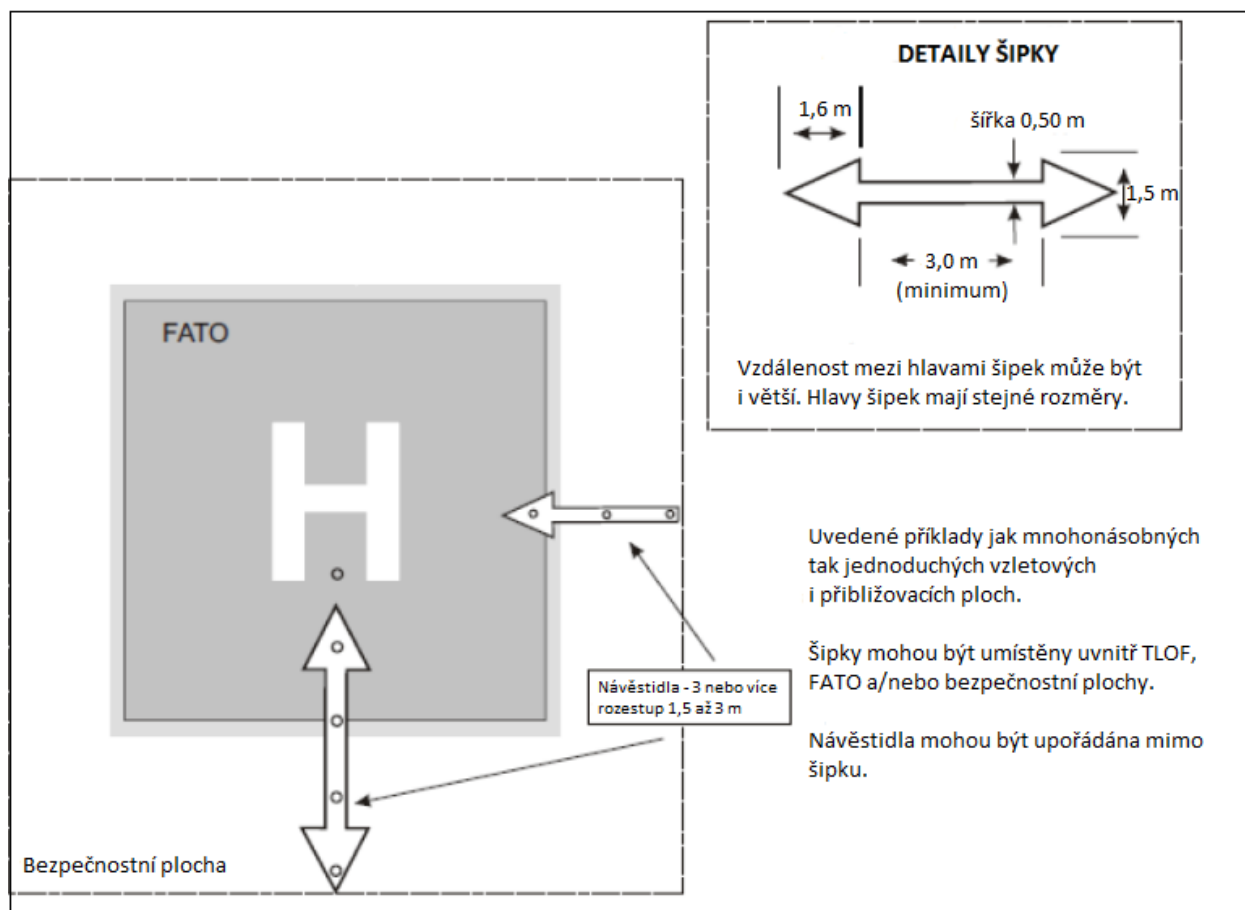 DETAILY ŠIPKY
1,6 m
šířka 0,50 m
1,5 m
3,0 m
(minimum)
Vzdálenost mezi hlavami šipek může být
i větší. Hlavy šipek mají stejné rozměry.
FATO
H
Uvedené příklady jak mnohonásobných
tak jednoduchých vzletových
i přibližovacích ploch.
Šipky mohou být umístěny uvnitř TLOF,
FATO a/nebo bezpečnostní plochy.
Návěstidla mohou být upořádána mimo
šipku.
Návěstidla - 3 nebo více
rozestup 1,5 až 3 m
Bezpečnostní plocha